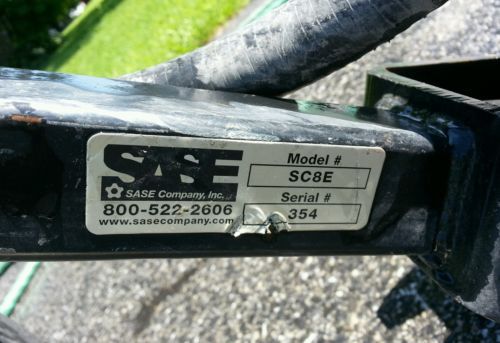 SASE
SASE Company, Inc.
800-522-2606
www.sasecompany.com
Model #
SC8E
Serial #
354